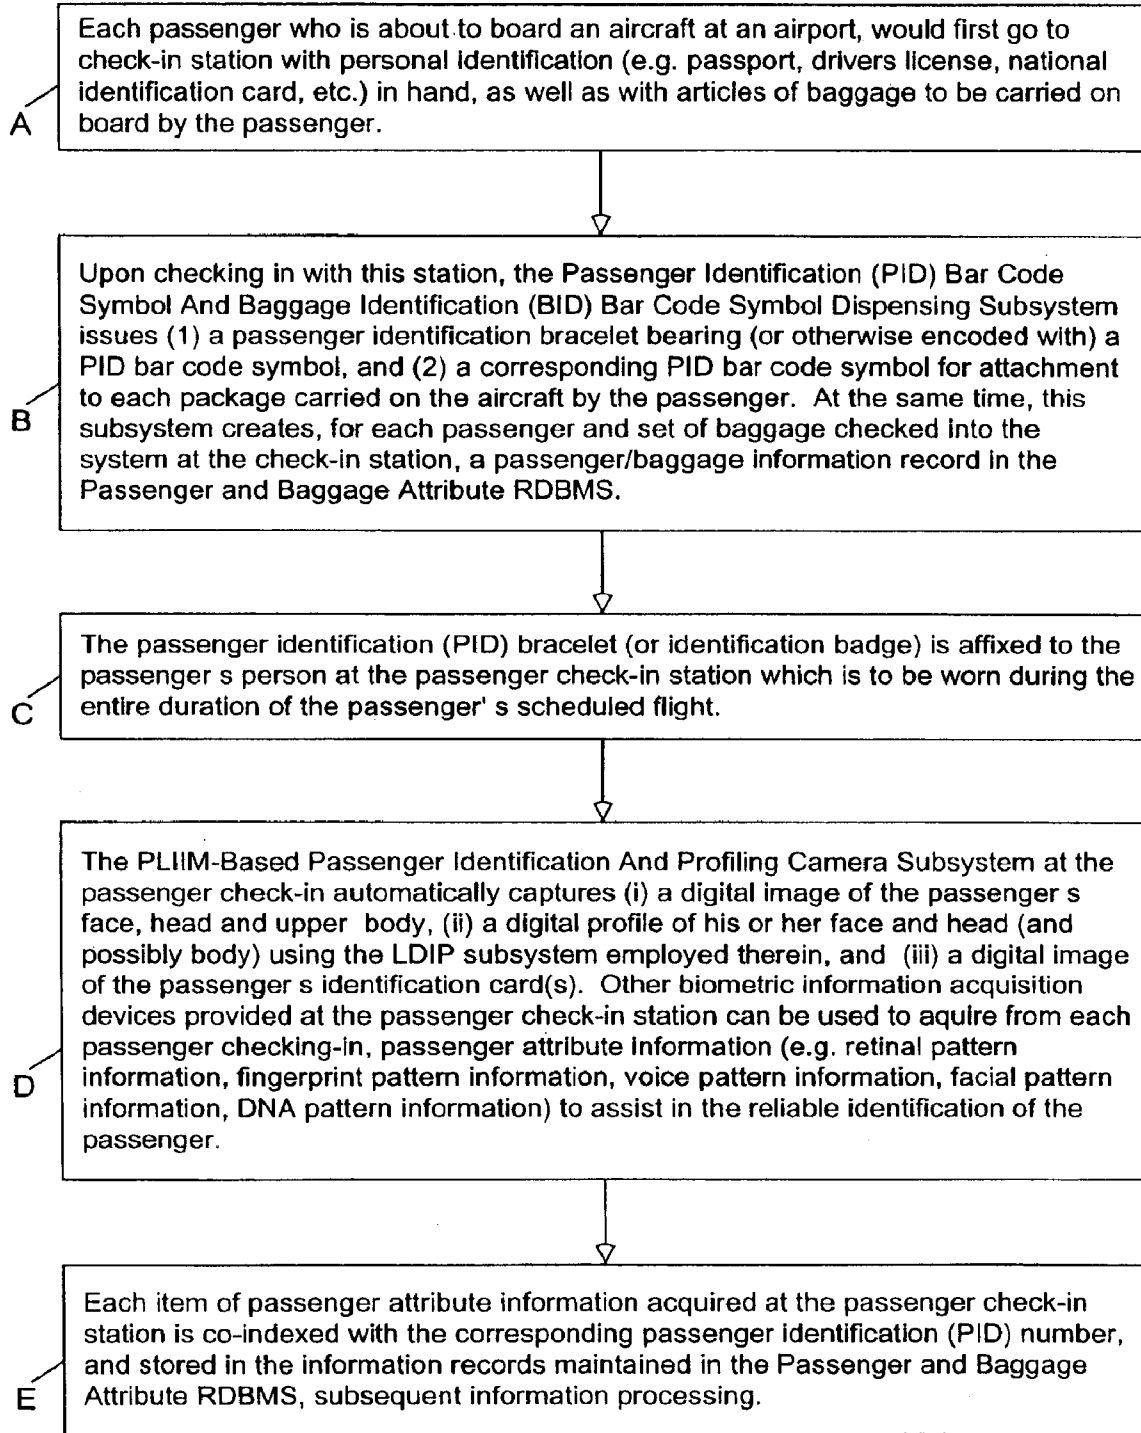 Each passenger who is about to board an aircraft at an airport, would first go to
check-in station with personal identification (e.g. passport, drivers license, national
identification card, etc.) in hand, as well as with articles of baggage to be carried on
board by the passenger.
A
Upon checking in with this station, the Passenger Identification (PID) Bar Code
Symbol And Baggage Identification (BID) Bar Code Symbol Dispensing Subsystem
issues (1) a passenger identification bracelet bearing (or otherwise encoded with) a
PID bar code symbol, and (2) a corresponding PID bar code symbol for attachment
to each package carried on the aircraft by the passenger. At the same time, this
subsystem creates, for each passenger and set of baggage checked into the
system at the check-in station, a passenger/baggage information record in the
Passenger and Baggage Attribute RDBMS.
B
The passenger identification (PID) bracelet (or identification badge) is affixed to the
passenger s person at the passenger check-in station which is to be worn during the
entire duration of the passenger' s scheduled flight.
C
The PLIIM-Based Passenger Identification And Profiling Camera Subsystem at the
passenger check-in automatically captures (i) a digital image of the passenger s
face, head and upper body, (ii) a digital profile of his or her face and head (and
possibly body) using the LDIP subsystem employed therein, and (iii) a digital image
of the passenger s identification card(s). Other biometric information acquisition
devices provided at the passenger check-in station can be used to aquire from each
passenger checking-in, passenger attribute information (e.g. retinal pattern
information, fingerprint pattern information, voice pattern information, facial pattern
information, DNA pattern information) to assist in the reliable identification of the
passenger.
D
Each item of passenger attribute information acquired at the passenger check-in
station is co-indexed with the corresponding passenger identification (PID) number,
and stored in the information records maintained in the Passenger and Baggage
Attribute RDBMS, subsequent information processing.
E